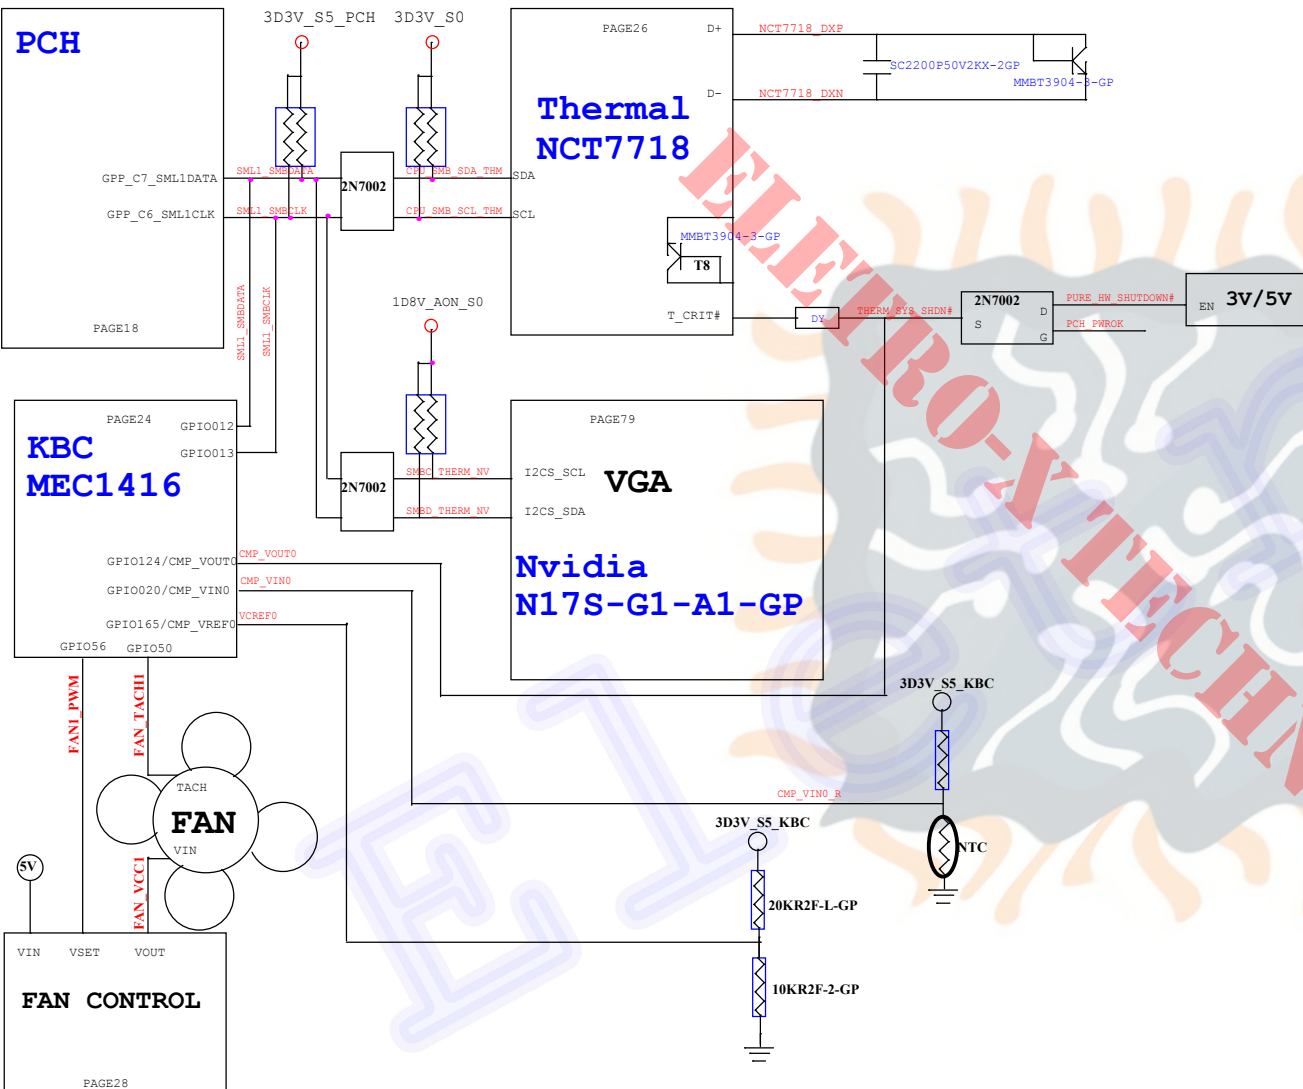 3D3V_S5_PCH
3D3V_S0
PCH
PAGE26
D+
NCT7718_DXP
SC2200P50V2KX-2GP
MMBT3904-3-GP
D-
NCT7718_DXN
Thermal
NCT7718
GPP_C7_SML1DATA
SML1_SMBDATA
2N7002
CPU_SMB_SDA_THM
SDA
GPP_C6_SML1CLK
SML1_SMBCLK
CPU_SMB_SCL_THM
SCL
MMBT3904-3-GP
T8
PAGE18
SML1_SMBDATA
SML1_SMBCLK
1D8V_AON_S0
T_CRIT#
DY
THERM_SYS_SHDN#
2N7002
S
D
G
PURE_HW_SHUTDOWN#
PCH_PWROK
EN
3V/5V
PAGE24
GPIO012
GPIO013
KBC
MEC1416
2N7002
SMBC_THERM_NV
SMBD_THERM_NV
PAGE79
I2CS_SCL
I2CS_SDA
VGA
Nvidia
N17S-G1-A1-GP
GPIO124/CMP_VOUT0
CMP_VOUT0
GPIO020/CMP_VIN0
CMP_VIN0
GPIO165/CMP_VREF0
VCREF0
GPIO56
GPIO50
FAN1_PWM
FAN_TACH1
TACH
FAN
VIN
FAN_VCC1
5V
VIN
VSET
VOUT
FAN CONTROL
PAGE28
3D3V_S5_KBC
CMP_VIN0_R
NTC
3D3V_S5_KBC
20KR2F-L-GP
10KR2F-2-GP
ELETRO-X TECHN